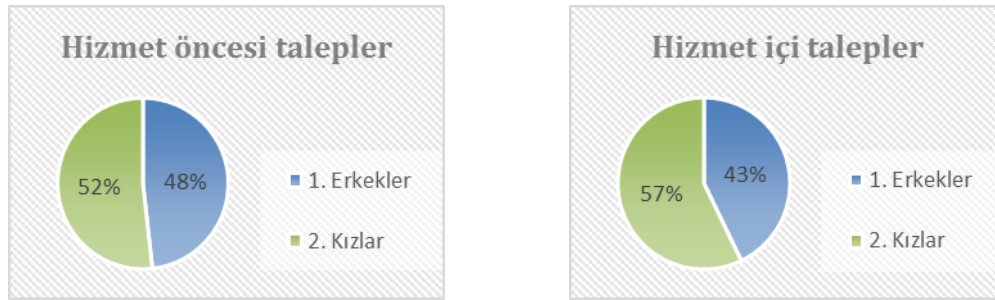 Hizmet öncesi talepler
52%
48%
1. Erkekler
2. Kızlar
Hizmet içi talepler
57%
43%
1. Erkekler
2. Kızlar